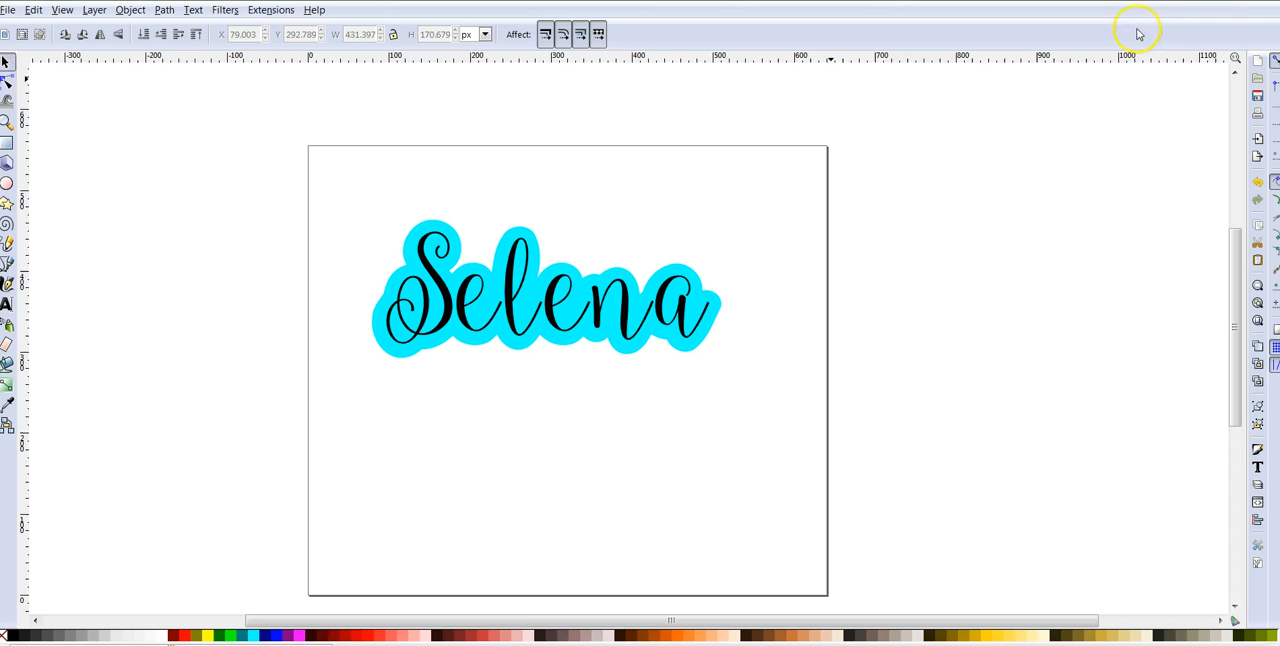 File Edit View Layer Object Path Text Filters Extensions Help
X 79.003 Y 292.789 W 431.397 H 170.679 px Affect:
-300 -200 -100 0 100 200 300 400 500 600 700 800 900 1000 1100
Selena